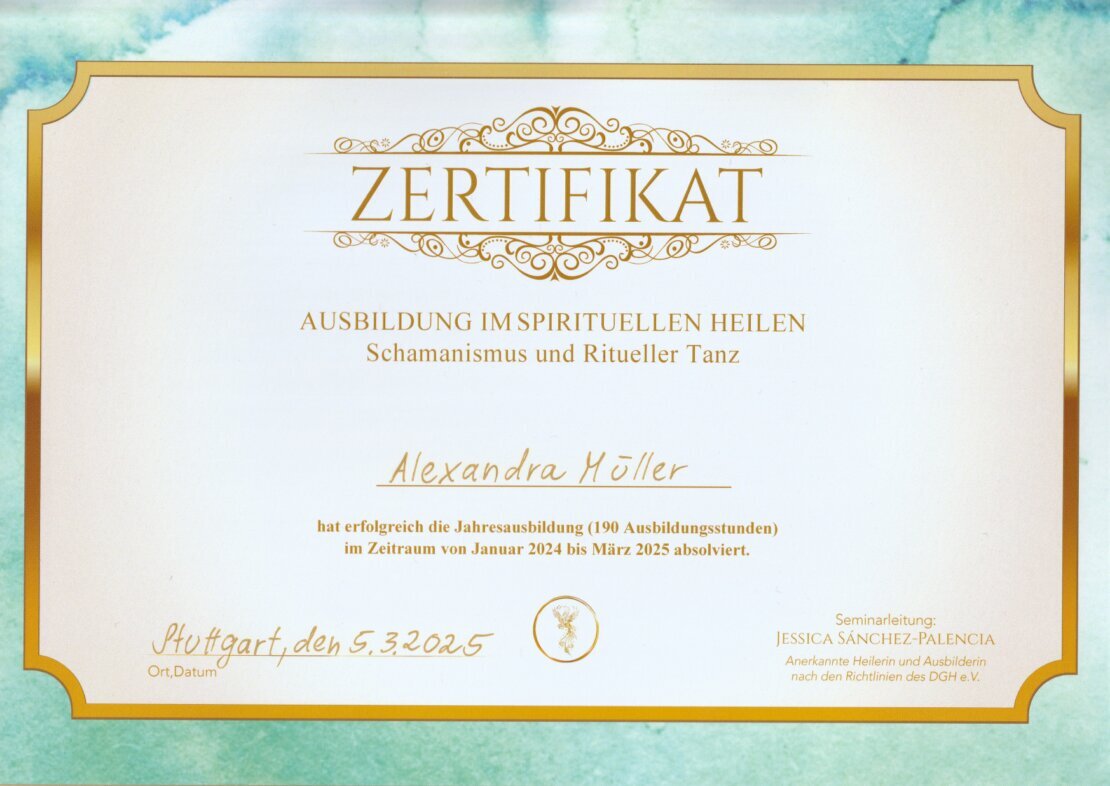 ZERTIFIKAT
AUSBILDUNG IM SPIRITUELLEN HEILEN
Schamanismus und Ritueller Tanz
Alexandra Müller
hat erfolgreich die Jahresausbildung (190 Ausbildungsstunden)
im Zeitraum von Januar 2024 bis März 2025 absolviert.
Stuttgart, den 5.3.2025
Ort,Datum
Seminarleitung:
JESSICA SÁNCHEZ-PALENCIA
Anerkannte Heilerin und Ausbilderin
nach den Richtlinien des DGH e.V.